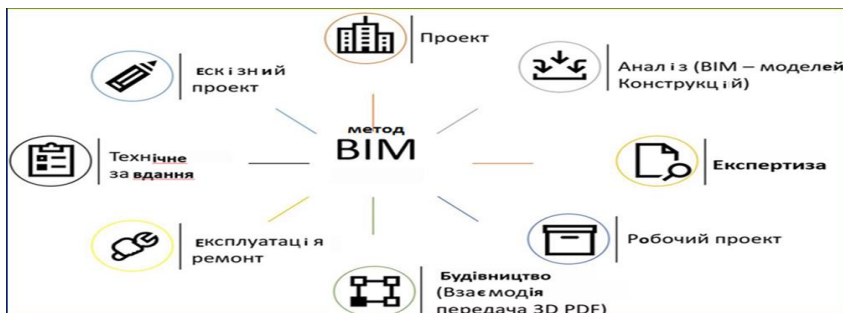 Проект
Ескізний
проект
Аналіз (BIM – моделей
Конструкцій)
метод
BIM
Технічне
завдання
Експертиза
Експлуатація
ремонт
Робочий проект
Будівництво
(Взаємодія
передача 3D PDF)